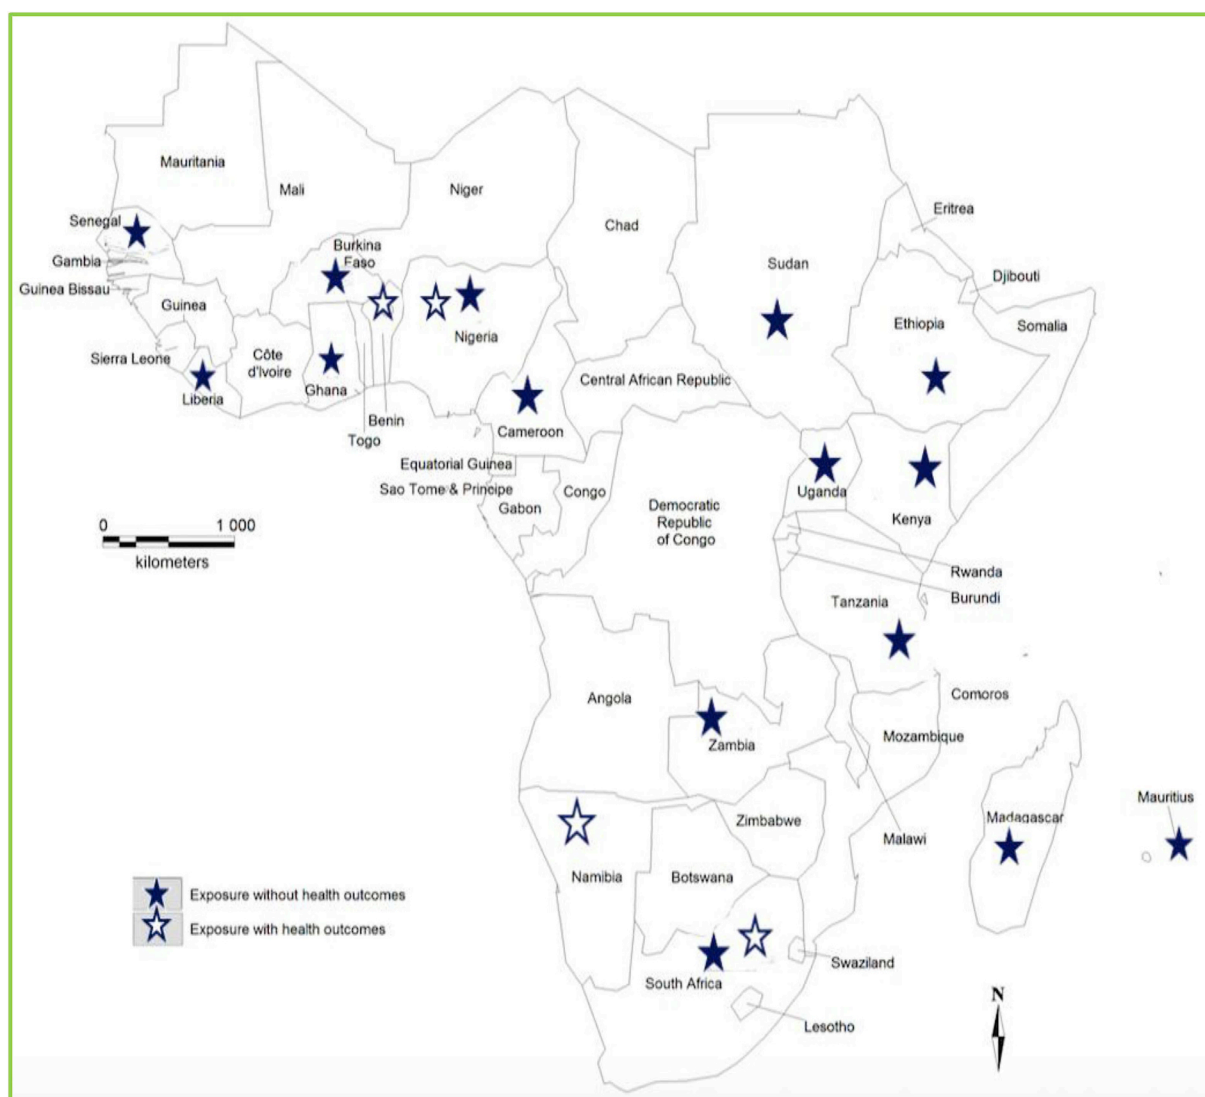 Mauritania
Mali
Niger
Chad
Sudan
Eritrea
Djibouti
Ethiopia
Somalia
Senegal
Gambia
Guinea Bissau
Guinea
Sierra Leone
Liberia
Côte
d'Ivoire
Burkina
Faso
Ghana
Togo
Benin
Nigeria
Cameroon
Central African Republic
Equatorial Guinea
Sao Tome & Principe
Gabon
Congo
Democratic
Republic
of Congo
Uganda
Kenya
Rwanda
Burundi
Tanzania
0 1 000
kilometers
Angola
Zambia
Comoros
Mozambique
Malawi
Zimbabwe
Madagascar
Mauritius
Namibia
Botswana
South Africa
Swaziland
Lesotho
Exposure without health outcomes
Exposure with health outcomes
N